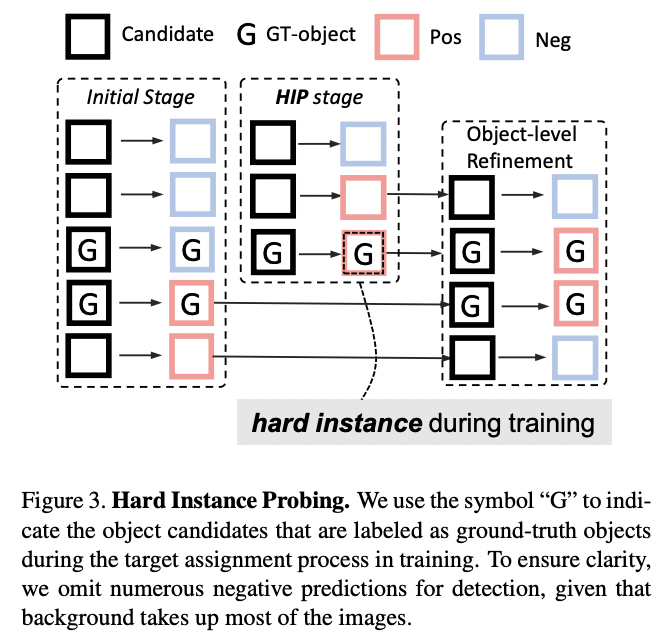 Candidate G GT-object Pos Neg
Initial Stage
HIP stage
Object-level
Refinement
G G
G G
G G
G G
G G
hard instance during training
Figure 3. Hard Instance Probing. We use the symbol “G” to indi-
cate the object candidates that are labeled as ground-truth objects
during the target assignment process in training. To ensure clarity,
we omit numerous negative predictions for detection, given that
background takes up most of the images.